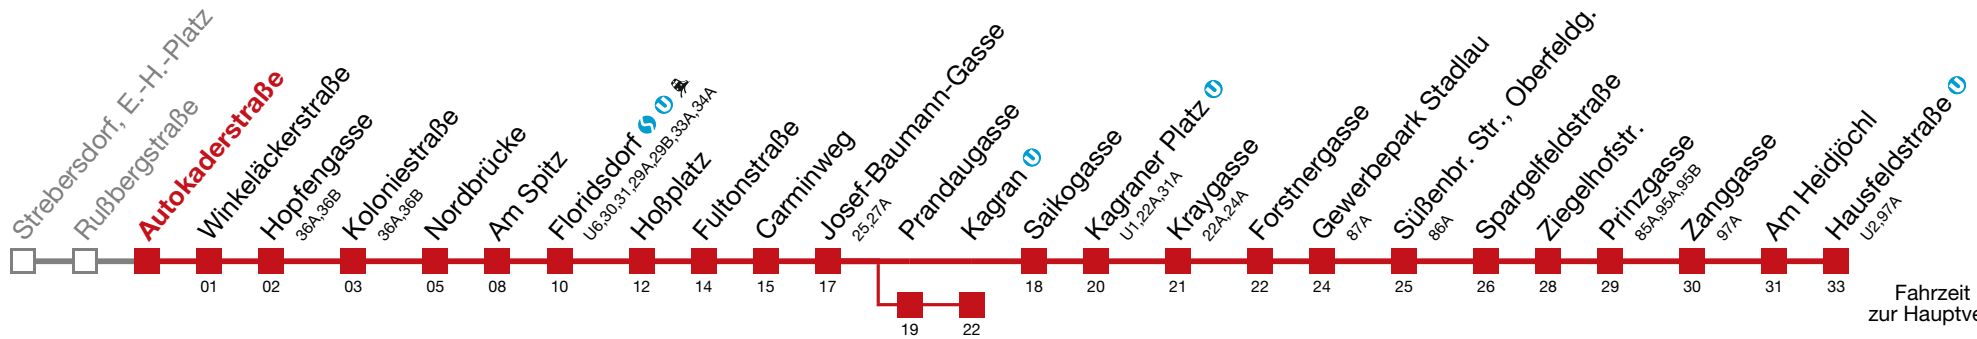 Strebersdorf, E.-H.-Platz
Rußbergstraße
Autokaderstraße
Winkeläckerstraße
Hopfengasse
36A,36B
Koloniestraße
36A,36B
Nordbrücke
Am Spitz
Floridsdorf
U6,30,31,29A,29B,33A,34A
Hoßplatz
Fultonstraße
Carminweg
Josef-Baumann-Gasse
25,27A
Prandaugasse
Kagran U
Saikogasse
Kagraner Platz U
U1,22A,31A
Kraygasse
22A,24A
Forstnergasse
Gewerbepark Stadlau
87A
Süßenbr. Str., Oberfeldg.
86A
Spargelfeldstraße
Ziegelhofstr.
Prinzgasse
85A,95A,95B
Zanggasse
97A
Am Heidjöchl
Hausfeldstraße U
U2,97A
01 02 03 05 08 10 12 14 15 17 18 20 21 22 24 25 26 28 29 30 31 33
19 22
Fahrzeit
zur Hauptve